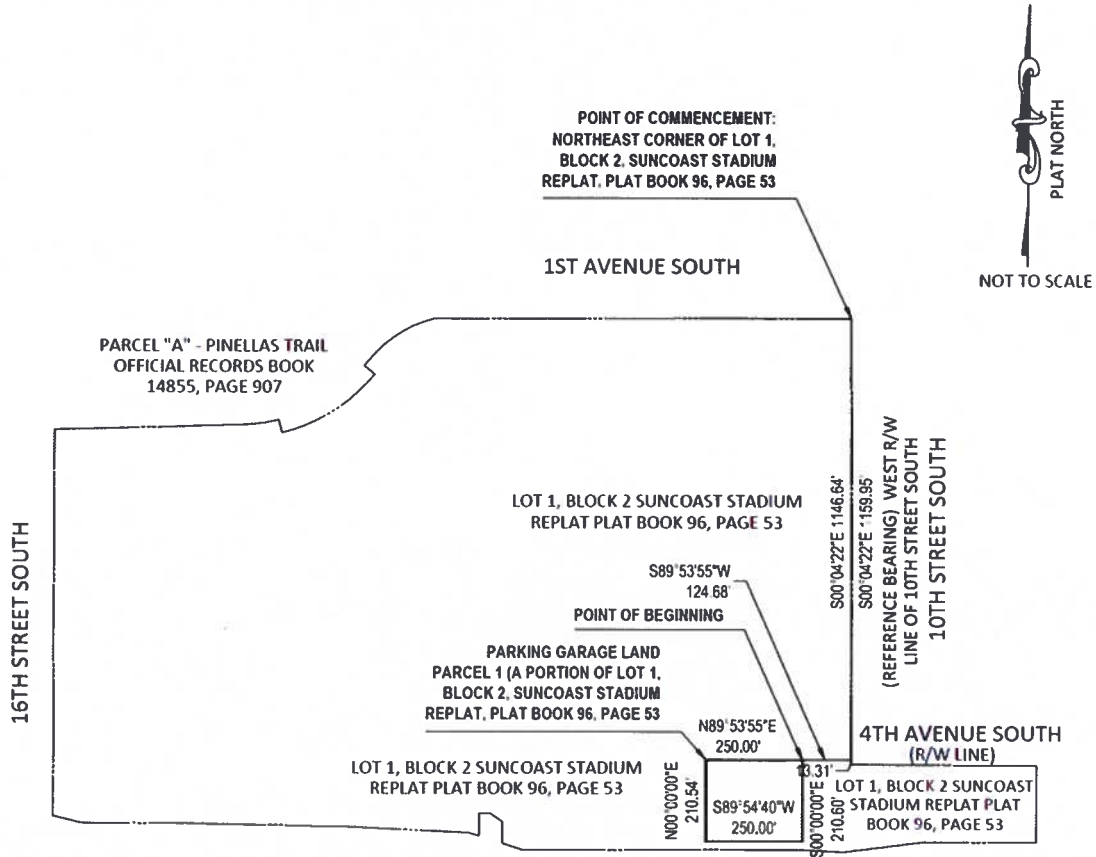 PLAT NORTH
NOT TO SCALE
POINT OF COMMENCEMENT:
NORTHEAST CORNER OF LOT 1,
BLOCK 2, SUNCOAST STADIUM
REPLAT, PLAT BOOK 96, PAGE 53
1ST AVENUE SOUTH
PARCEL "A" - PINELLAS TRAIL
OFFICIAL RECORDS BOOK
14855, PAGE 907
16TH STREET SOUTH
LOT 1, BLOCK 2 SUNCOAST STADIUM
REPLAT PLAT BOOK 96, PAGE 53
S00°04'22"E 1146.64'
S00°04'22"E 1159.95'
(REFERENCE BEARING) WEST R/W
LINE OF 10TH STREET SOUTH
10TH STREET SOUTH
S89°53'55"W
124.68'
POINT OF BEGINNING
PARKING GARAGE LAND
PARCEL 1 (A PORTION OF LOT 1,
BLOCK 2, SUNCOAST STADIUM
REPLAT, PLAT BOOK 96, PAGE 53
N89°53'55"E
250.00'
4TH AVENUE SOUTH
(R/W LINE)
13.31'
LOT 1, BLOCK 2 SUNCOAST STADIUM
REPLAT PLAT BOOK 96, PAGE 53
N00°00'00"E
210.54'
S89°54'40"W
250.00'
S00°00'00"E
210.60'
LOT 1, BLOCK 2 SUNCOAST
STADIUM REPLAT PLAT
BOOK 96, PAGE 53